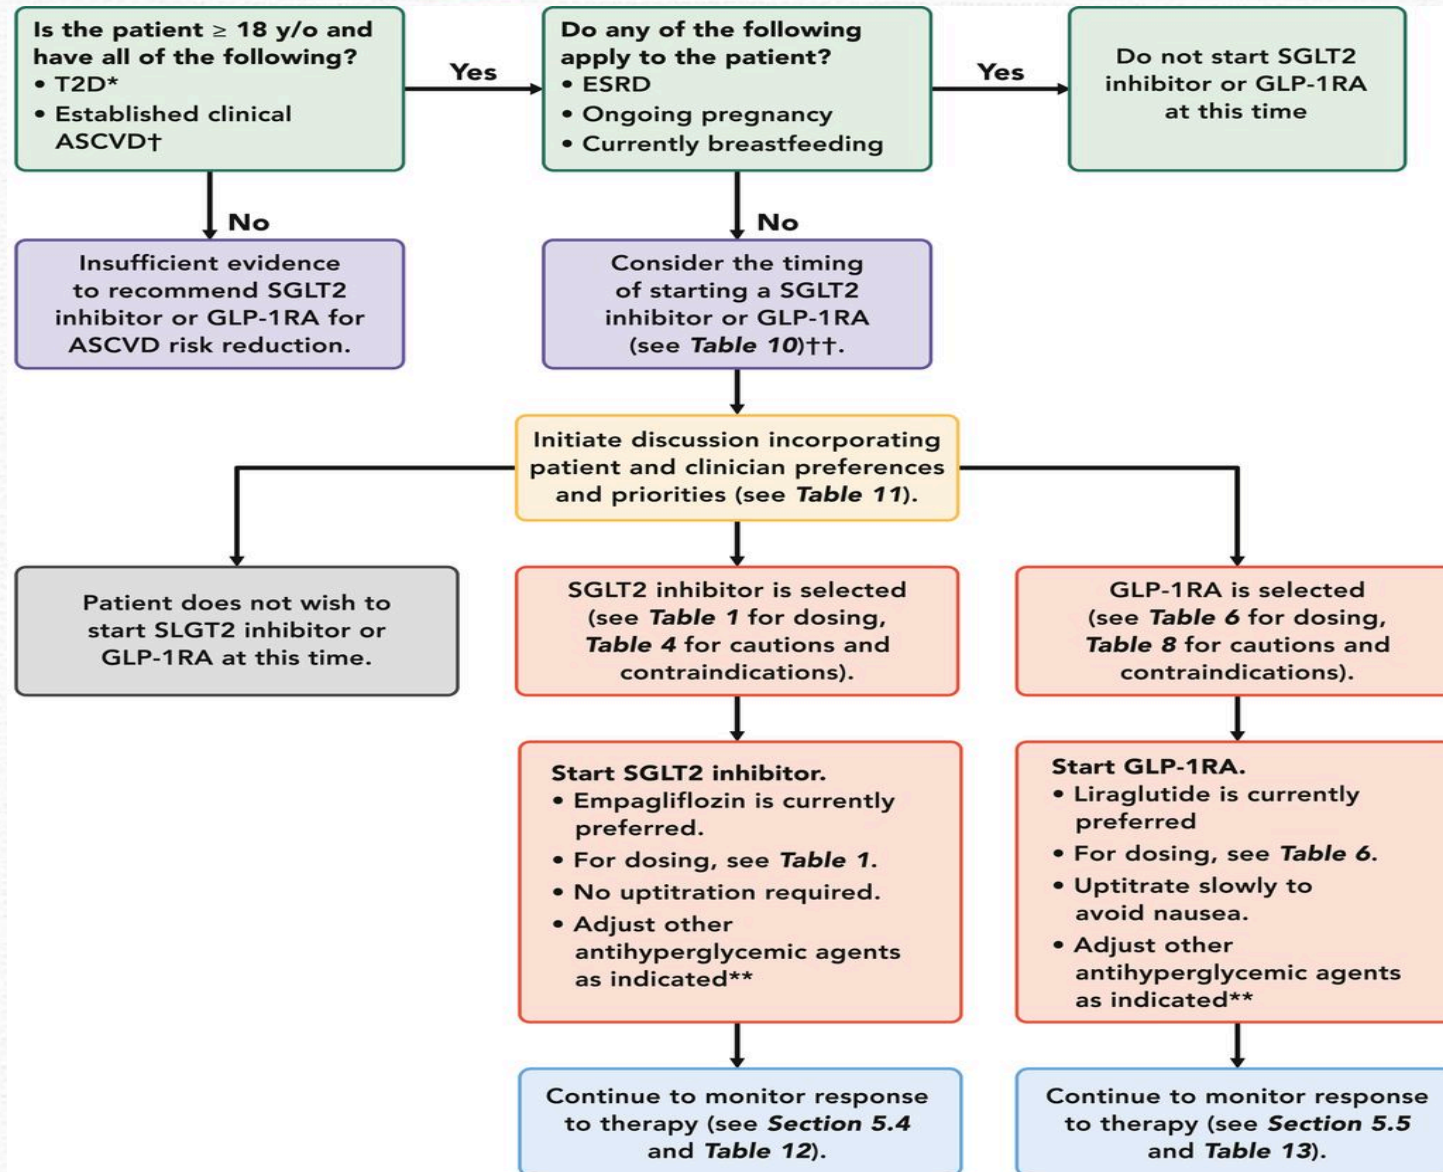 Is the patient ≥ 18 y/o and
have all of the following?
• T2D*
• Established clinical
ASCVD†
Yes
Do any of the following
apply to the patient?
• ESRD
• Ongoing pregnancy
• Currently breastfeeding
Yes
Do not start SGLT2
inhibitor or GLP-1RA
at this time
No
No
Insufficient evidence
to recommend SGLT2
inhibitor or GLP-1RA for
ASCVD risk reduction.
Consider the timing
of starting a SGLT2
inhibitor or GLP-1RA
(see Table 10)††.
Initiate discussion incorporating
patient and clinician preferences
and priorities (see Table 11).
Patient does not wish to
start SLGT2 inhibitor or
GLP-1RA at this time.
SGLT2 inhibitor is selected
(see Table 1 for dosing,
Table 4 for cautions and
contraindications).
GLP-1RA is selected
(see Table 6 for dosing,
Table 8 for cautions and
contraindications).
Start SGLT2 inhibitor.
• Empagliflozin is currently
preferred.
• For dosing, see Table 1.
• No uptitration required.
• Adjust other
antihyperglycemic agents
as indicated**
Start GLP-1RA.
• Liraglutide is currently
preferred
• For dosing, see Table 6.
• Uptitrate slowly to
avoid nausea.
• Adjust other
antihyperglycemic agents
as indicated**
Continue to monitor response
to therapy (see Section 5.4
and Table 12).
Continue to monitor response
to therapy (see Section 5.5
and Table 13).